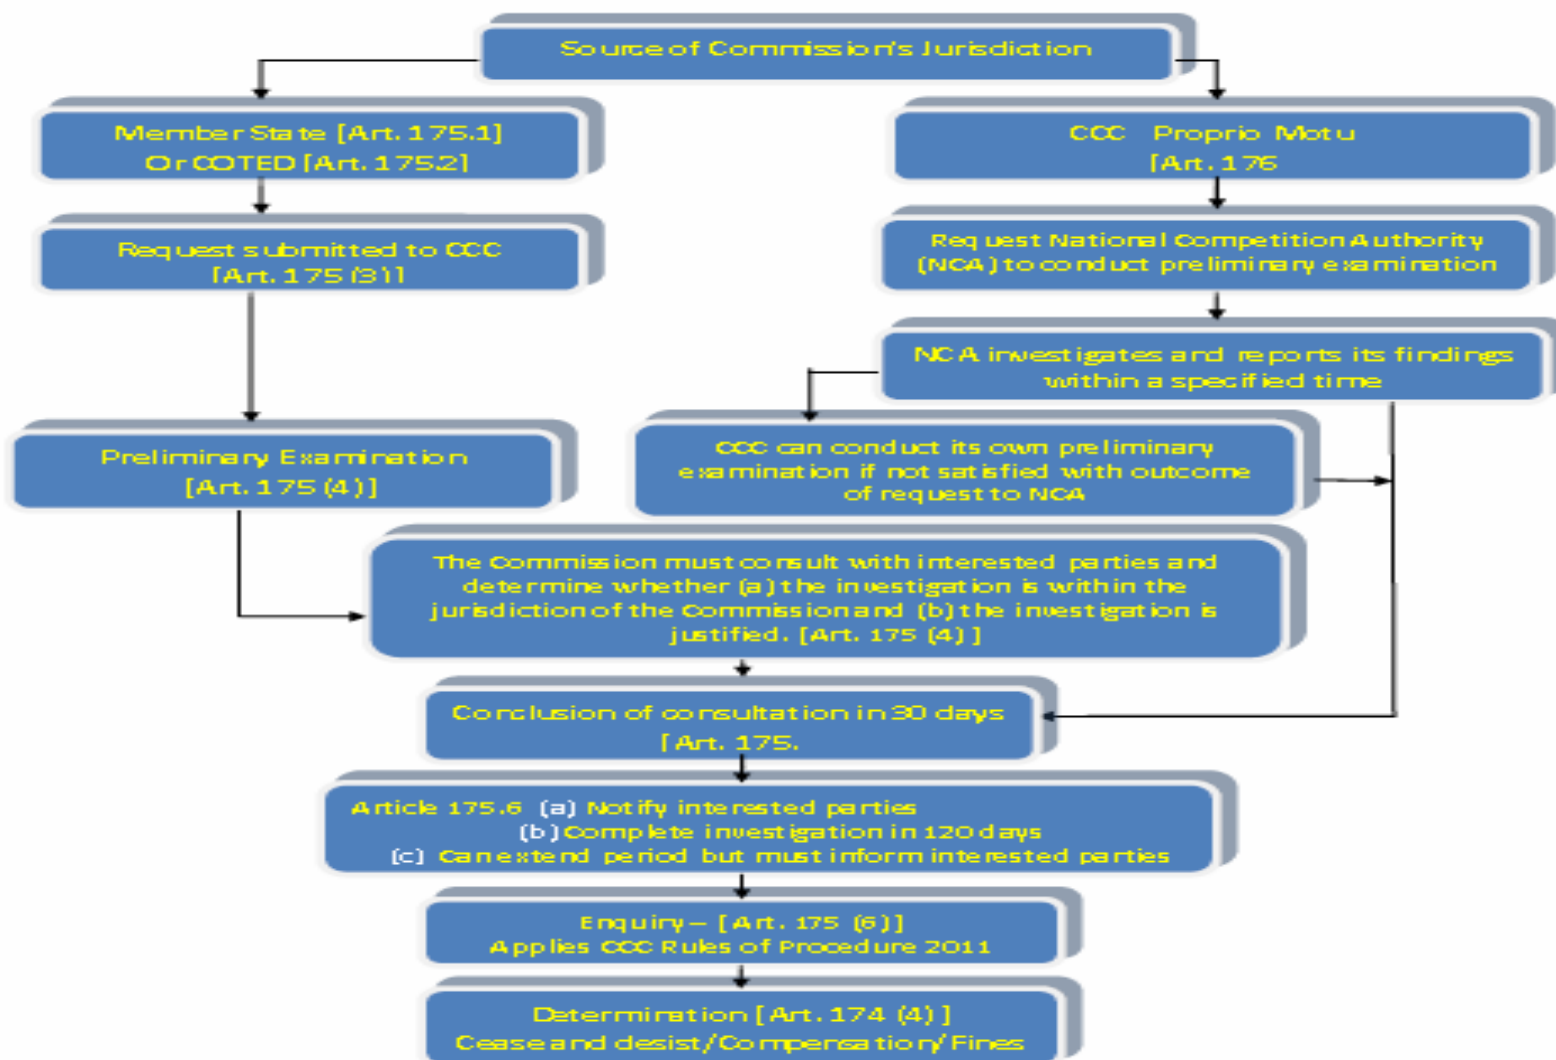 Source of Commission's Jurisdiction
Member State [Art. 175.1]
Or COTED [Art. 175.2]
CCC Proprio Motu
[Art. 176
Request submitted to CCC
[Art. 175 (3)]
Request National Competition Authority
(NCA) to conduct preliminary examination
NCA investigates and reports its findings
within a specified time
Preliminary Examination
[Art. 175 (4)]
CCC can conduct its own preliminary
examination if not satisfied with outcome
of request to NCA
The Commission must consult with interested parties and
determine whether (a) the investigation is within the
jurisdiction of the Commission and (b) the investigation is
justified. [Art. 175 (4) ]
Conclusion of consultation in 30 days
[Art. 175.
Article 175.6 (a) Notify interested parties
(b) Complete investigation in 120 days
(c) Can extend period but must inform interested parties
Enquiry – [Art. 175 (6)]
Applies CCC Rules of Procedure 2011
Determination [Art. 174 (4)]
Cease and desist/Compensation/Fines